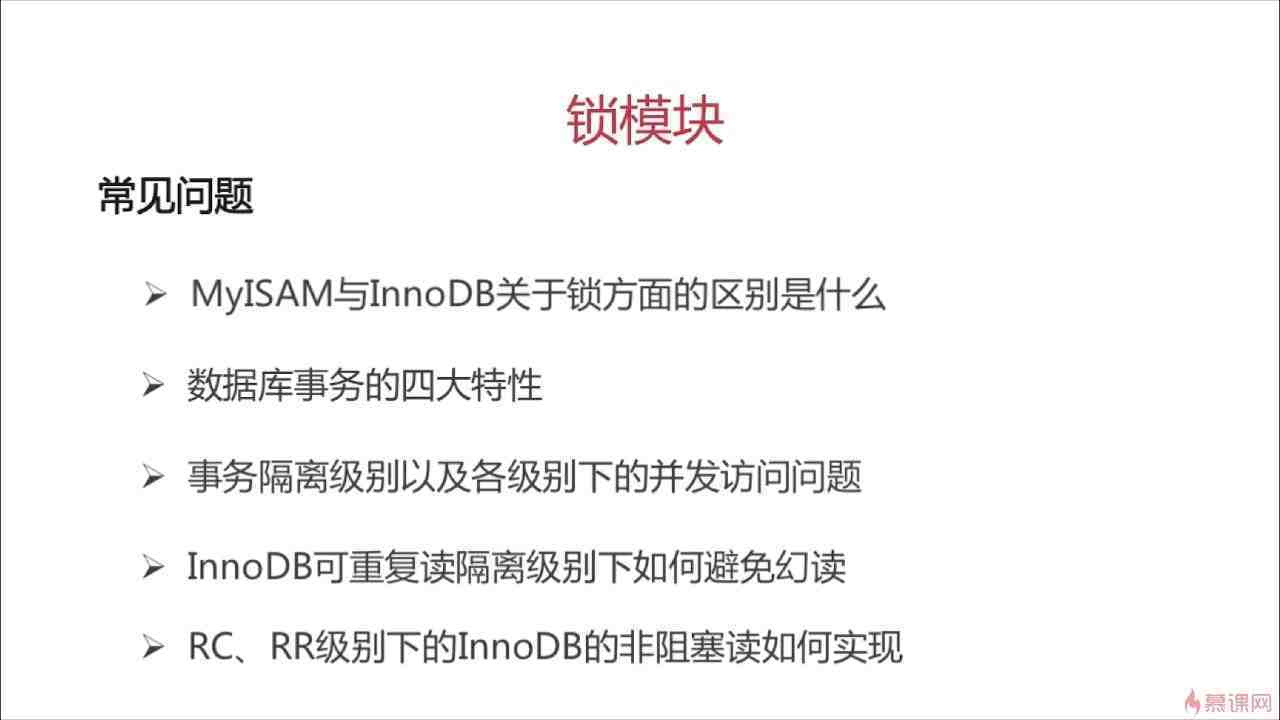 锁模块
常见问题
➢ MyISAM与InnoDB关于锁方面的区别是什么
➢ 数据库事务的四大特性
➢ 事务隔离级别以及各级别下的并发访问问题
➢ InnoDB可重复读隔离级别下如何避免幻读
➢ RC、RR级别下的InnoDB的非阻塞读如何实现
慕课网